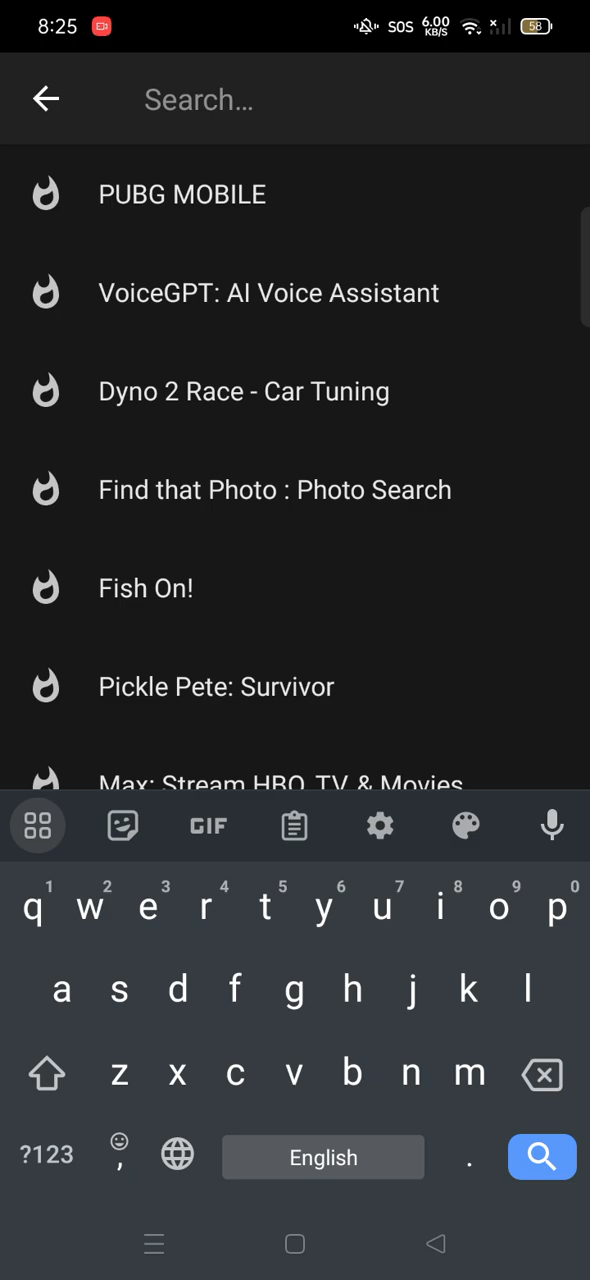 8:25 SOS 6.00 KB/S 58
Search...
PUBG MOBILE
VoiceGPT: AI Voice Assistant
Dyno 2 Race - Car Tuning
Find that Photo : Photo Search
Fish On!
Pickle Pete: Survivor
Max: Stream HBO, TV, & Movies
GIF
1 2 3 4 5 6 7 8 9 0
q w e r t y u i o p
a s d f g h j k l
z x c v b n m
?123 , English .